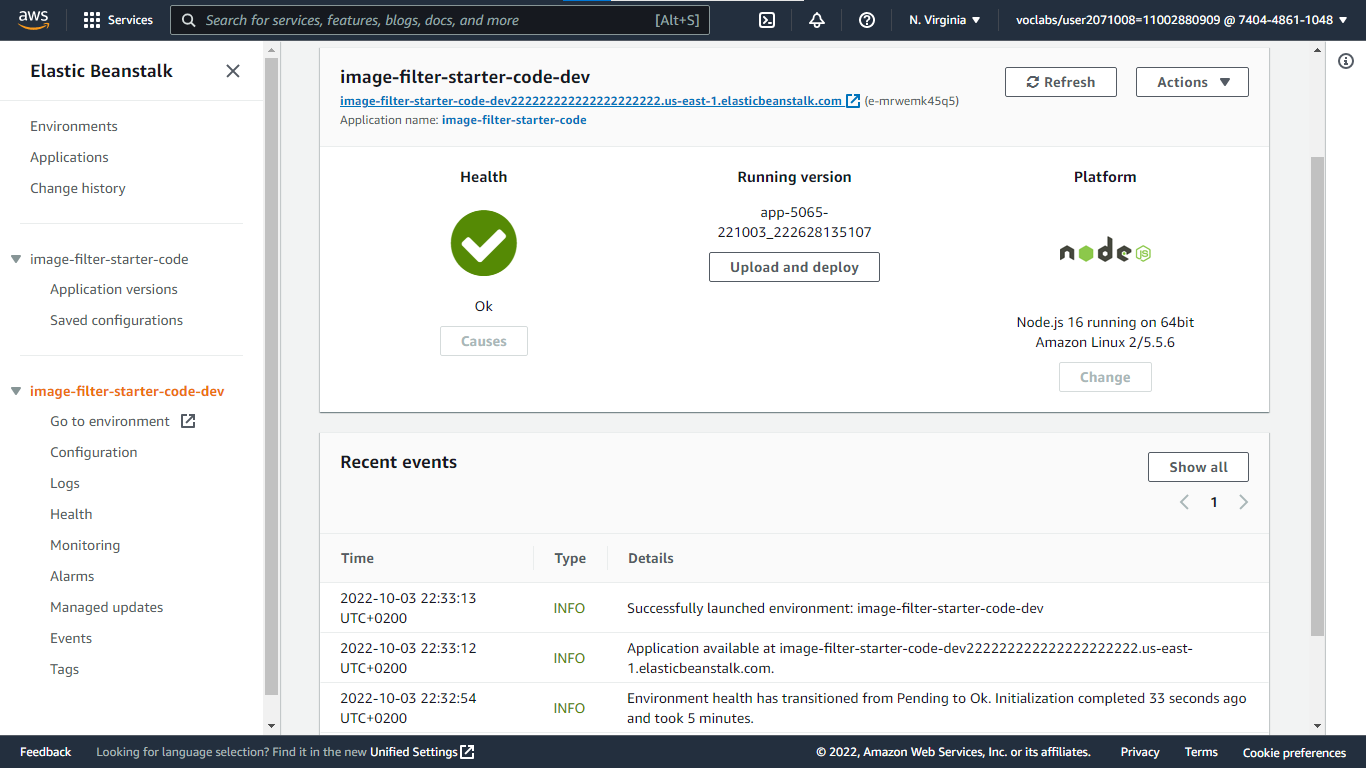 aws
Services
Search for services, features, blogs, docs, and more
[Alt+S]
N. Virginia
voclabs/user2071008=11002880909 @ 7404-4861-1048
Elastic Beanstalk
Environments
Applications
Change history
image-filter-starter-code
Application versions
Saved configurations
image-filter-starter-code-dev
Go to environment
Configuration
Logs
Health
Monitoring
Alarms
Managed updates
Events
Tags
image-filter-starter-code-dev
image-filter-starter-code-dev222222222222222222222.us-east-1.elasticbeanstalk.com (e-mrwemk45q5)
Application name: image-filter-starter-code
Refresh
Actions
Health
Ok
Causes
Running version
app-5065-
221003_222628135107
Upload and deploy
Platform
node JS
Node.js 16 running on 64bit
Amazon Linux 2/5.5.6
Change
Recent events
Show all
1
Time
Type
Details
2022-10-03 22:33:13
UTC+0200
INFO
Successfully launched environment: image-filter-starter-code-dev
2022-10-03 22:33:12
UTC+0200
INFO
Application available at image-filter-starter-code-dev222222222222222222222.us-east-
1.elasticbeanstalk.com.
2022-10-03 22:32:54
UTC+0200
INFO
Environment health has transitioned from Pending to Ok. Initialization completed 33 seconds ago
and took 5 minutes.
Feedback
Looking for language selection? Find it in the new Unified Settings
© 2022, Amazon Web Services, Inc. or its affiliates.
Privacy
Terms
Cookie preferences